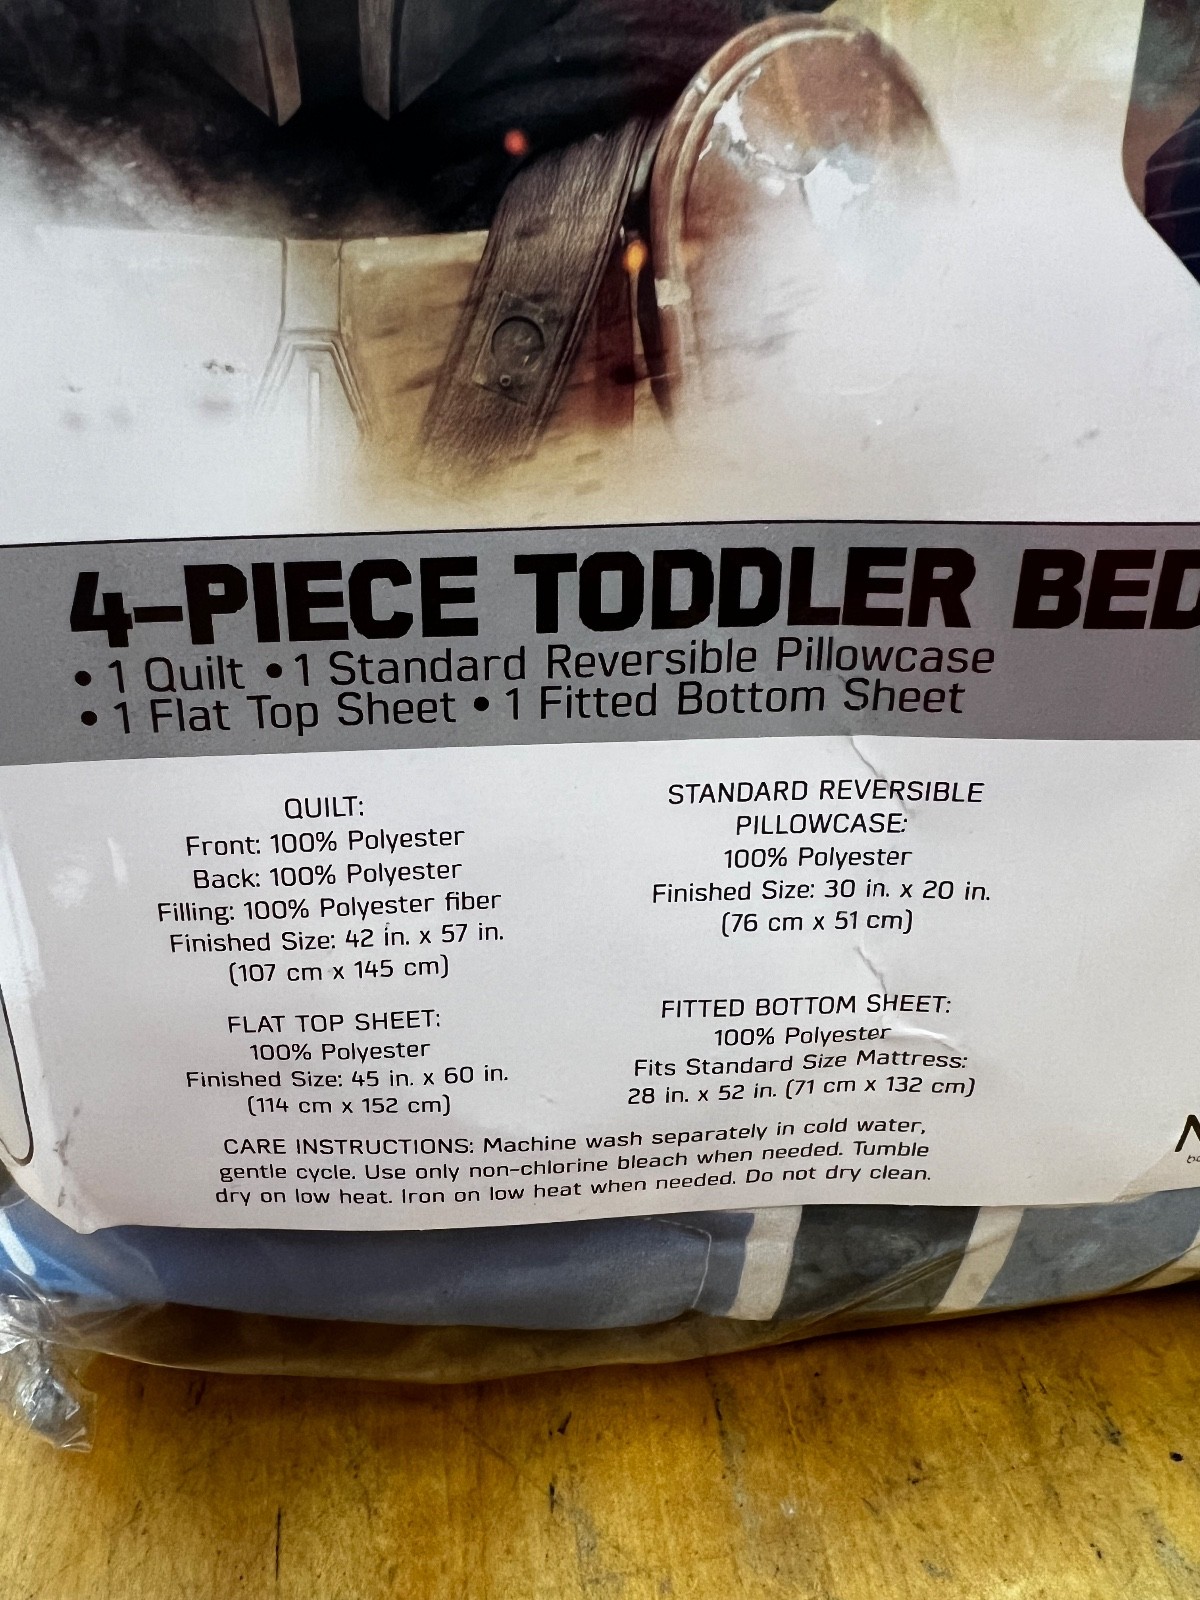 4-PIECE TODDLER BED
• 1 Quilt • 1 Standard Reversible Pillowcase
• 1 Flat Top Sheet • 1 Fitted Bottom Sheet
QUILT:
Front: 100% Polyester
Back: 100% Polyester
Filling: 100% Polyester fiber
Finished Size: 42 in. x 57 in.
(107 cm x 145 cm)
STANDARD REVERSIBLE
PILLOWCASE:
100% Polyester
Finished Size: 30 in. x 20 in.
(76 cm x 51 cm)
FLAT TOP SHEET:
100% Polyester
Finished Size: 45 in. x 60 in.
(114 cm x 152 cm)
FITTED BOTTOM SHEET:
100% Polyester
Fits Standard Size Mattress:
28 in. x 52 in. (71 cm x 132 cm)
CARE INSTRUCTIONS: Machine wash separately in cold water,
gentle cycle. Use only non-chlorine bleach when needed. Tumble
dry on low heat. Iron on low heat when needed. Do not dry clean.